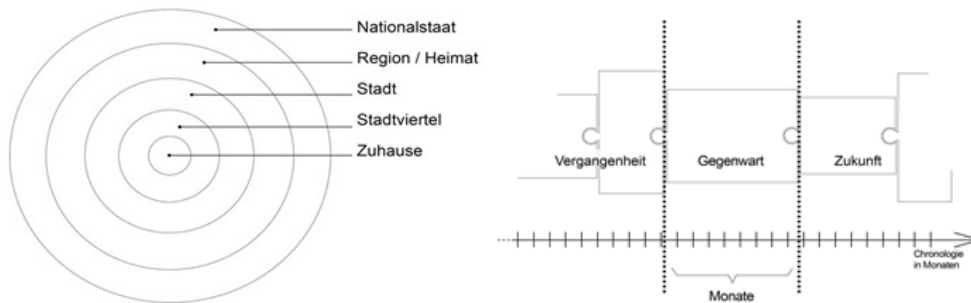 Nationalstaat
Region / Heimat
Stadt
Stadtviertel
Zuhause
Vergangenheit
Gegenwart
Zukunft
Chronologie
in Monaten
Monate